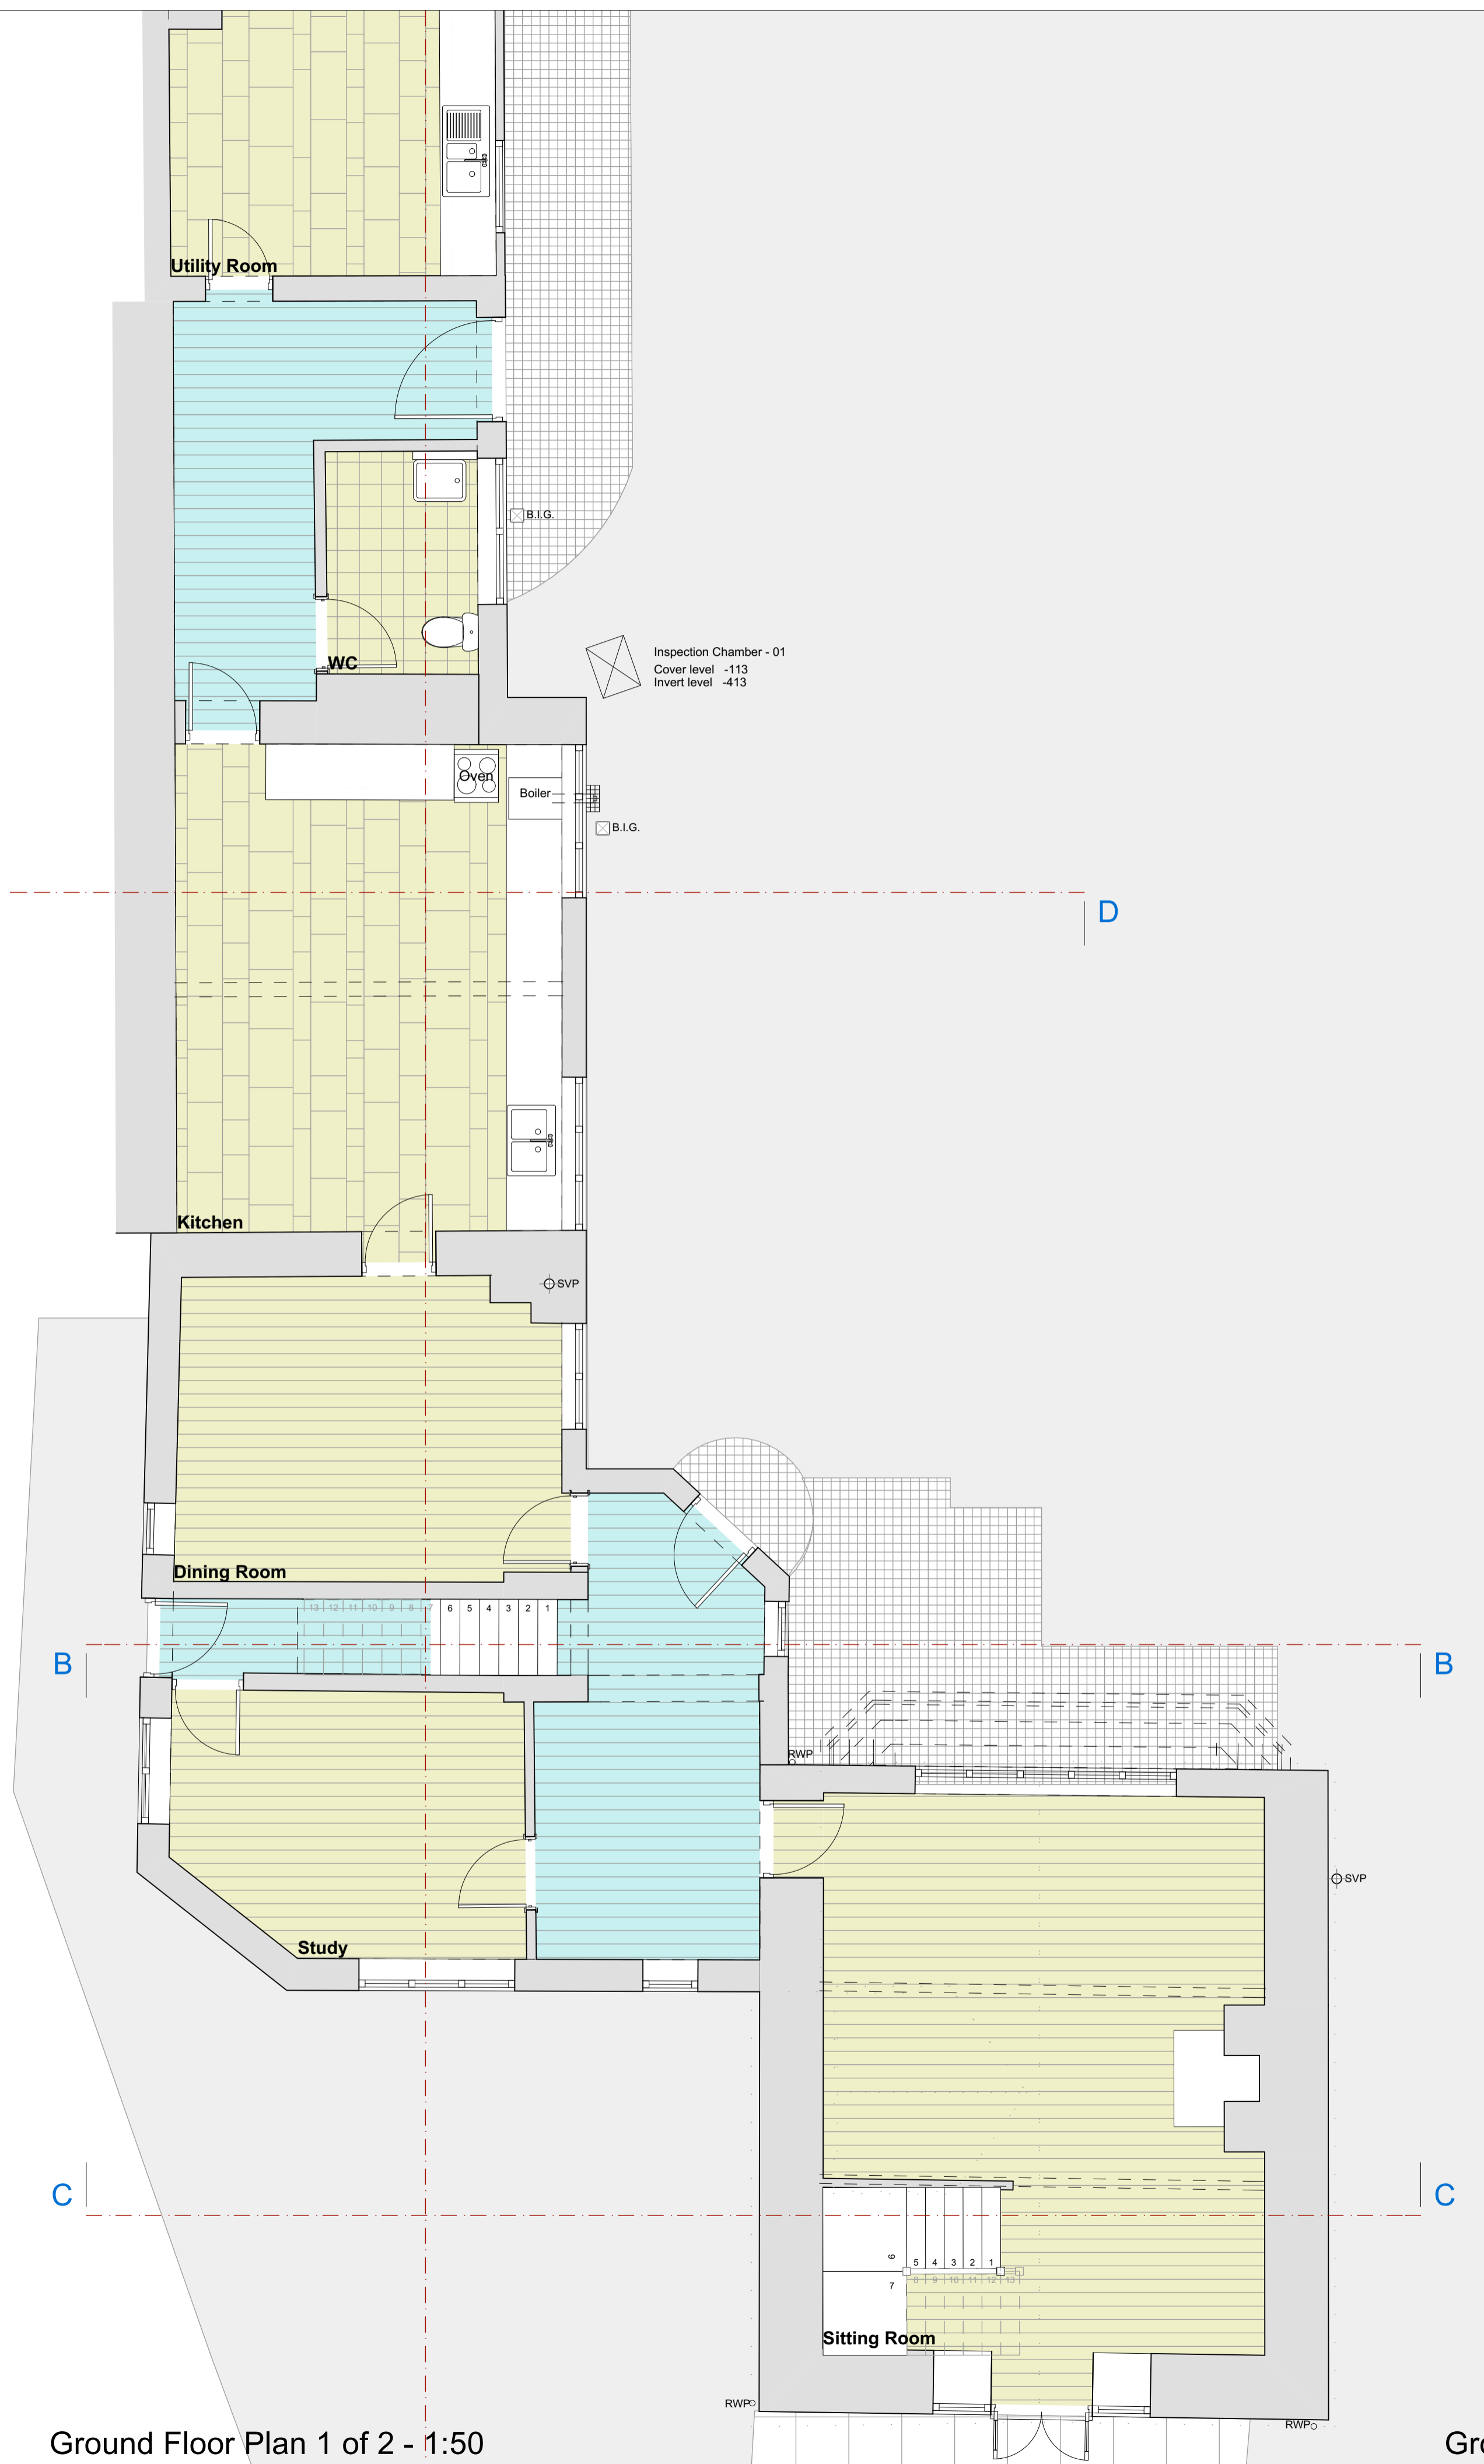 Utility Room
B.I.G.
WC
Inspection Chamber - 01
Cover level -113
Invert level -413
Oven
Boiler
B.I.G.
D
Kitchen
SVP
Dining Room
13 12 11 10 9 8 7 6 5 4 3 2 1
B
B
RWP
SVP
Study
C
C
6
5 4 3 2 1
7
8 9 10 11 12 13
Sitting Room
RWP
RWP
Ground Floor Plan 1 of 2 - 1:50
Gro